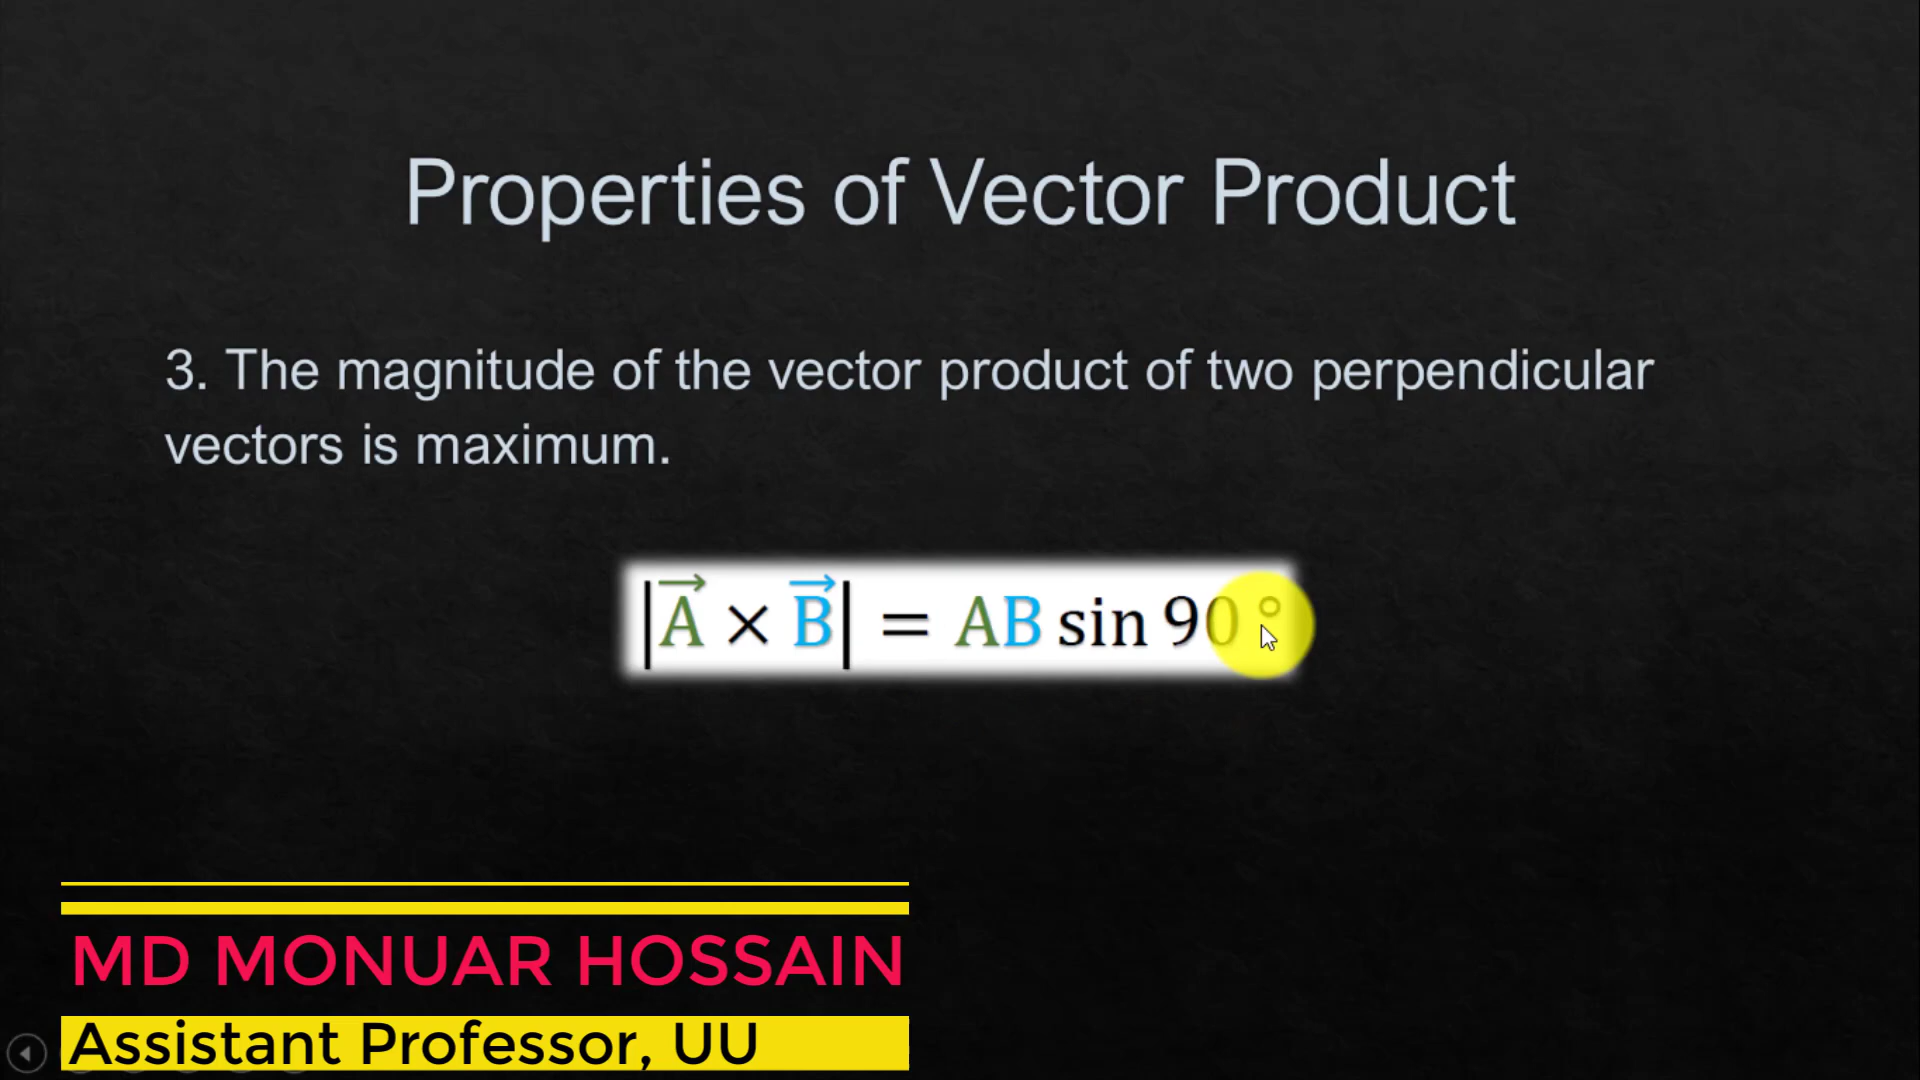 Properties of Vector Product
3. The magnitude of the vector product of two perpendicular
vectors is maximum.
|A⃗ × B⃗| = AB sin 90°
MD MONUAR HOSSAIN
Assistant Professor, UU